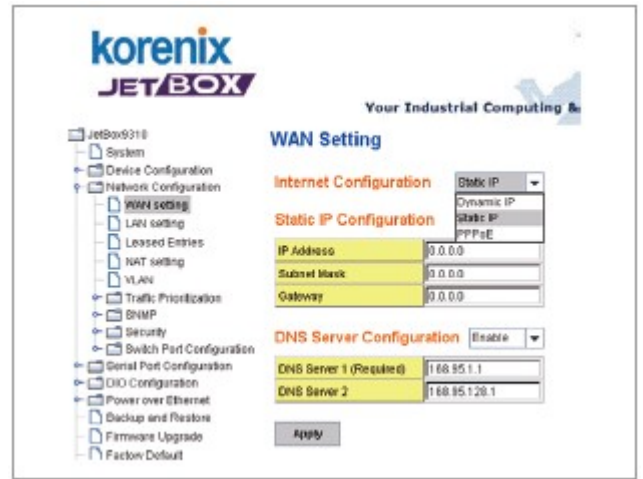 korenix
JETBOX
Your Industrial Computing &
JetBox9310
System
Device Configuration
Network Configuration
WAN setting
LAN setting
Leased Entries
NAT setting
VLAN
Traffic Prioritization
SNMP
Security
Switch Port Configuration
Serial Port Configuration
DIO Configuration
Power over Ethernet
Backup and Restore
Firmware Upgrade
Factory Default
WAN Setting
Internet Configuration Static IP
Dynamic IP
Static IP
PPPoE
Static IP Configuration
IP Address 0.0.0.0
Subnet Mask 0.0.0.0
Gateway 0.0.0.0
DNS Server Configuration Enable
DNS Server 1 (Required) 168.95.1.1
DNS Server 2 168.95.128.1
Apply